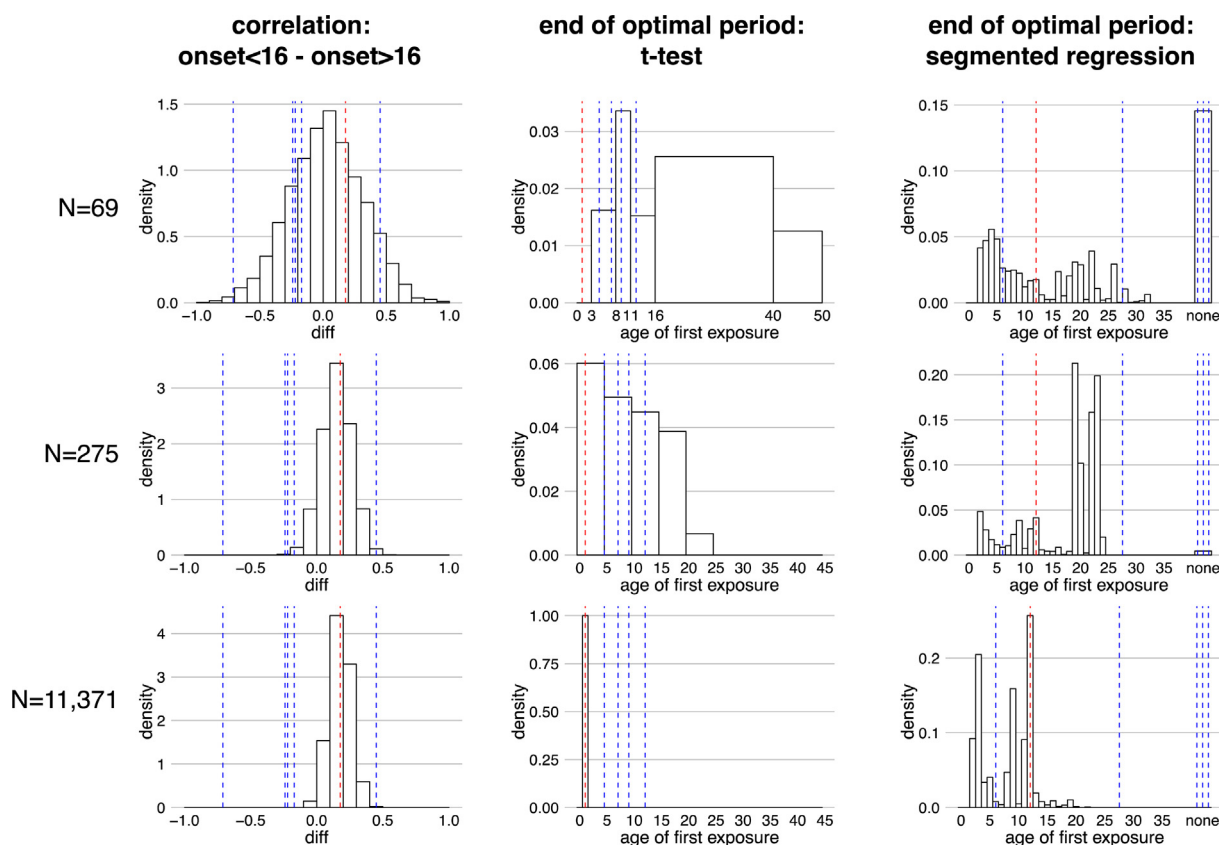 correlation: onset<16 - onset>16
end of optimal period: t-test
end of optimal period: segmented regression
N=69
density
1.5
1.0
0.5
0.0
−1.0 −0.5 0.0 0.5 1.0
diff
density
0.03
0.02
0.01
0.00
0 3 8 11 16 40 50
age of first exposure
density
0.15
0.10
0.05
0.00
0 5 10 15 20 25 35 none
age of first exposure
N=275
density
3
2
1
0
−1.0 −0.5 0.0 0.5 1.0
diff
density
0.06
0.04
0.02
0.00
0 5 10 15 20 25 30 35 45
age of first exposure
density
0.20
0.15
0.10
0.05
0.00
0 5 10 15 20 25 35 none
age of first exposure
N=11,371
density
4
3
2
1
0
−1.0 −0.5 0.0 0.5 1.0
diff
density
1.00
0.75
0.50
0.25
0.00
0 5 10 15 20 25 30 35 45
age of first exposure
density
0.2
0.1
0.0
0 5 10 15 20 25 35 none
age of first exposure